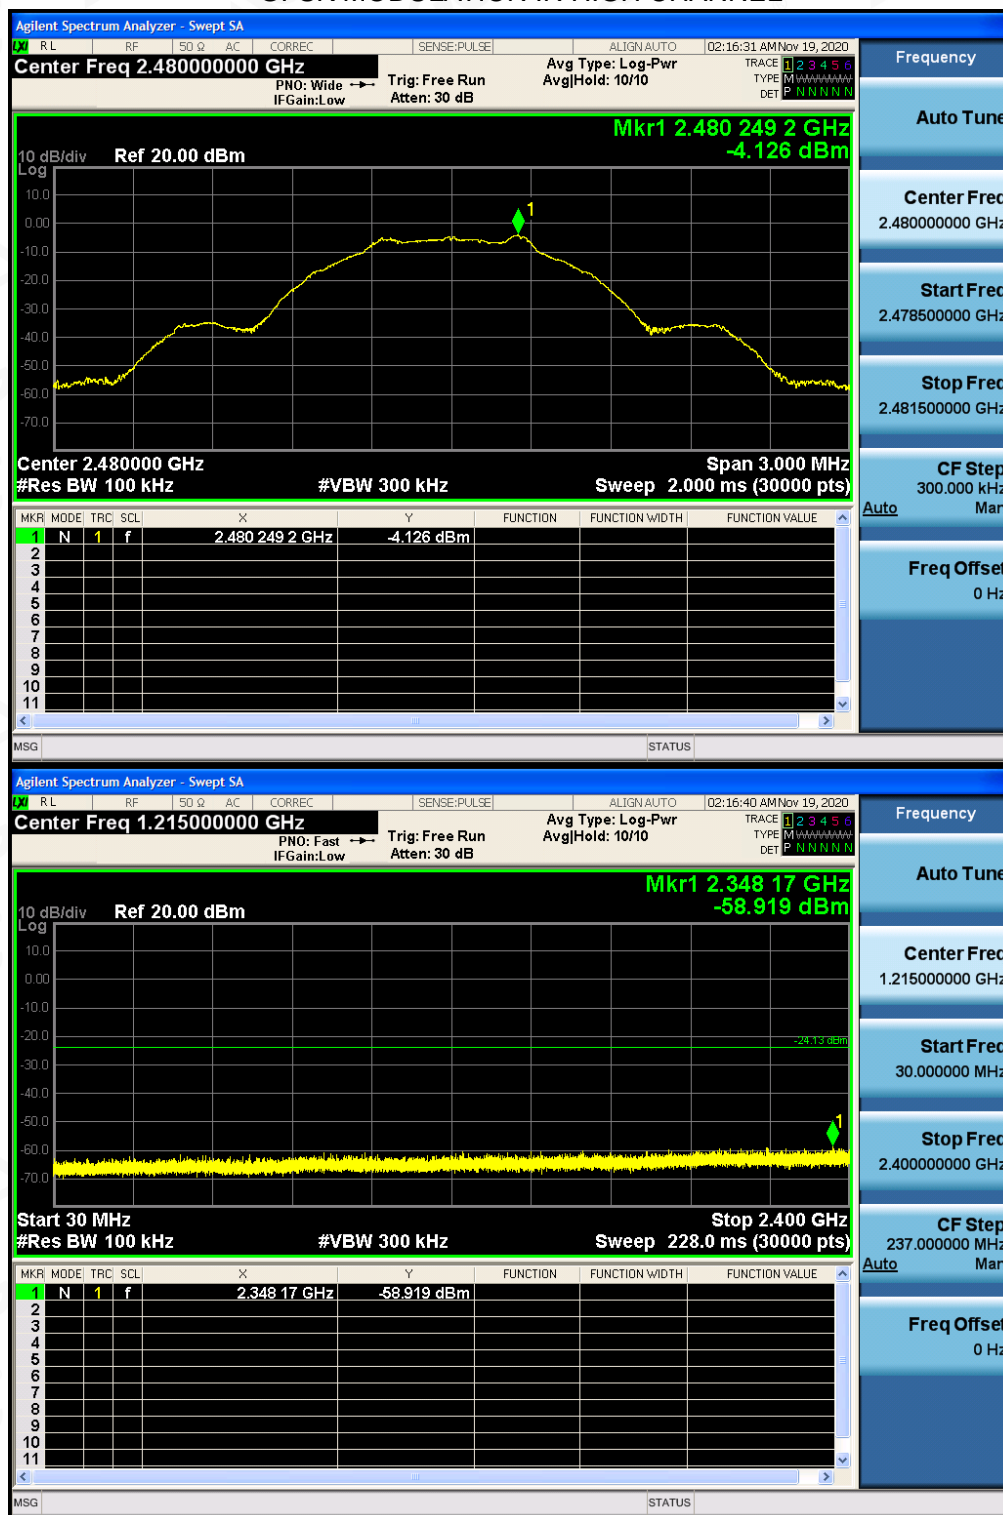 Agilent Spectrum Analyzer - Swept SA
LXI RL RF 50 Ω AC CORREC SENSE:PULSE ALIGN AUTO 02:16:31 AM Nov 19, 2020
Center Freq 2.480000000 GHz
PNO: Wide
IFGain:Low
Trig: Free Run
Atten: 30 dB
Avg Type: Log-Pwr
Avg|Hold: 10/10
TRACE 1 2 3 4 5 6
TYPE M
DET P N N N N N
Mkr1 2.480 249 2 GHz
-4.126 dBm
10 dB/div Ref 20.00 dBm
Log
10.0
0.00
-10.0
-20.0
-30.0
-40.0
-50.0
-60.0
-70.0
1
Center 2.480000 GHz Span 3.000 MHz
#Res BW 100 kHz #VBW 300 kHz Sweep 2.000 ms (30000 pts)
MKR MODE TRC SCL X Y FUNCTION FUNCTION WIDTH FUNCTION VALUE
1 N 1 f 2.480 249 2 GHz -4.126 dBm
2
3
4
5
6
7
8
9
10
11
MSG STATUS
Frequency
Auto Tune
Center Freq
2.480000000 GHz
Start Freq
2.478500000 GHz
Stop Freq
2.481500000 GHz
CF Step
300.000 kHz
Auto Man
Freq Offset
0 Hz
Agilent Spectrum Analyzer - Swept SA
LXI RL RF 50 Ω AC CORREC SENSE:PULSE ALIGN AUTO 02:16:40 AM Nov 19, 2020
Center Freq 1.215000000 GHz
PNO: Fast
IFGain:Low
Trig: Free Run
Atten: 30 dB
Avg Type: Log-Pwr
Avg|Hold: 10/10
TRACE 1 2 3 4 5 6
TYPE M
DET P N N N N N
Mkr1 2.348 17 GHz
-58.919 dBm
10 dB/div Ref 20.00 dBm
Log
10.0
0.00
-10.0
-20.0
-30.0
-40.0
-50.0
-60.0
-70.0
-24.13 dBm
1
Start 30 MHz Stop 2.400 GHz
#Res BW 100 kHz #VBW 300 kHz Sweep 228.0 ms (30000 pts)
MKR MODE TRC SCL X Y FUNCTION FUNCTION WIDTH FUNCTION VALUE
1 N 1 f 2.348 17 GHz -58.919 dBm
2
3
4
5
6
7
8
9
10
11
MSG STATUS
Frequency
Auto Tune
Center Freq
1.215000000 GHz
Start Freq
30.000000 MHz
Stop Freq
2.400000000 GHz
CF Step
237.000000 MHz
Auto Man
Freq Offset
0 Hz